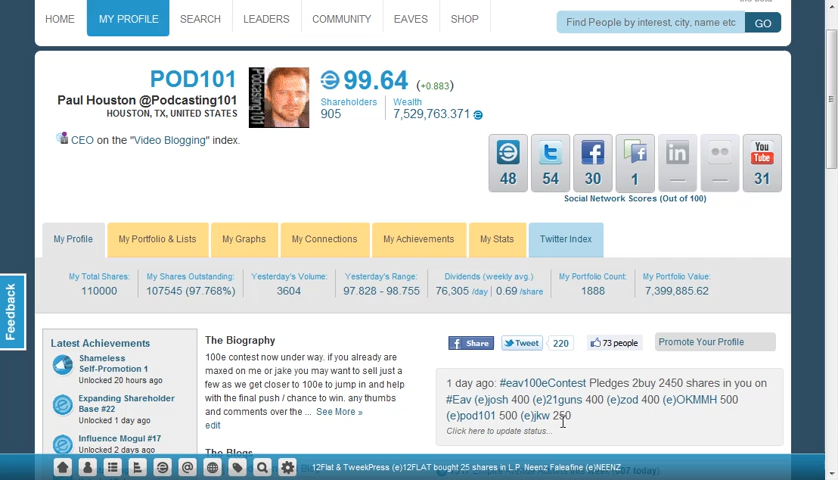 the beta
HOME MY PROFILE SEARCH LEADERS COMMUNITY EAVES SHOP
Find People by interest, city, name etc GO
POD101
Paul Houston @Podcasting101
HOUSTON, TX, UNITED STATES
CEO on the "Video Blogging" index.
Podcasting101
e 99.64 (+0.883)
Shareholders Wealth
905 7,529,763.371 e
48 54 30 1 — — 31
You Tube
Social Network Scores (Out of 100)
My Profile My Portfolio & Lists My Graphs My Connections My Achievements My Stats Twitter Index
My Total Shares: My Shares Outstanding: Yesterday's Volume: Yesterday's Range: Dividends (weekly avg.) My Portfolio Count: My Portfolio Value:
110000 107545 (97.768%) 3604 97.828 - 98.755 76,305 /day | 0.69 /share 1888 7,399,885.62
Feedback
Latest Achievements
Shameless
Self-Promotion 1
Unlocked 20 hours ago
Expanding Shareholder
Base #22
Unlocked 1 day ago
Influence Mogul #17
Unlocked 2 days ago
The Biography
100e contest now under way. if you already are
maxed on me or jake you may want to sell just a
few as we get closer to 100e to jump in and help
with the final push / chance to win. any thumbs
and comments over the ... See More »
edit
The Blogs
Share Tweet 220 73 people Promote Your Profile
1 day ago: #eav100eContest Pledges 2buy 2450 shares in you on
#Eav (e)josh 400 (e)21guns 400 (e)zod 400 (e)OKMMH 500
(e)pod101 500 (e)jkw 250
Click here to update status...
12Flat & TweekPress (e)12FLAT bought 25 shares in L.P. Neenz Faleafine (e)NEENZ